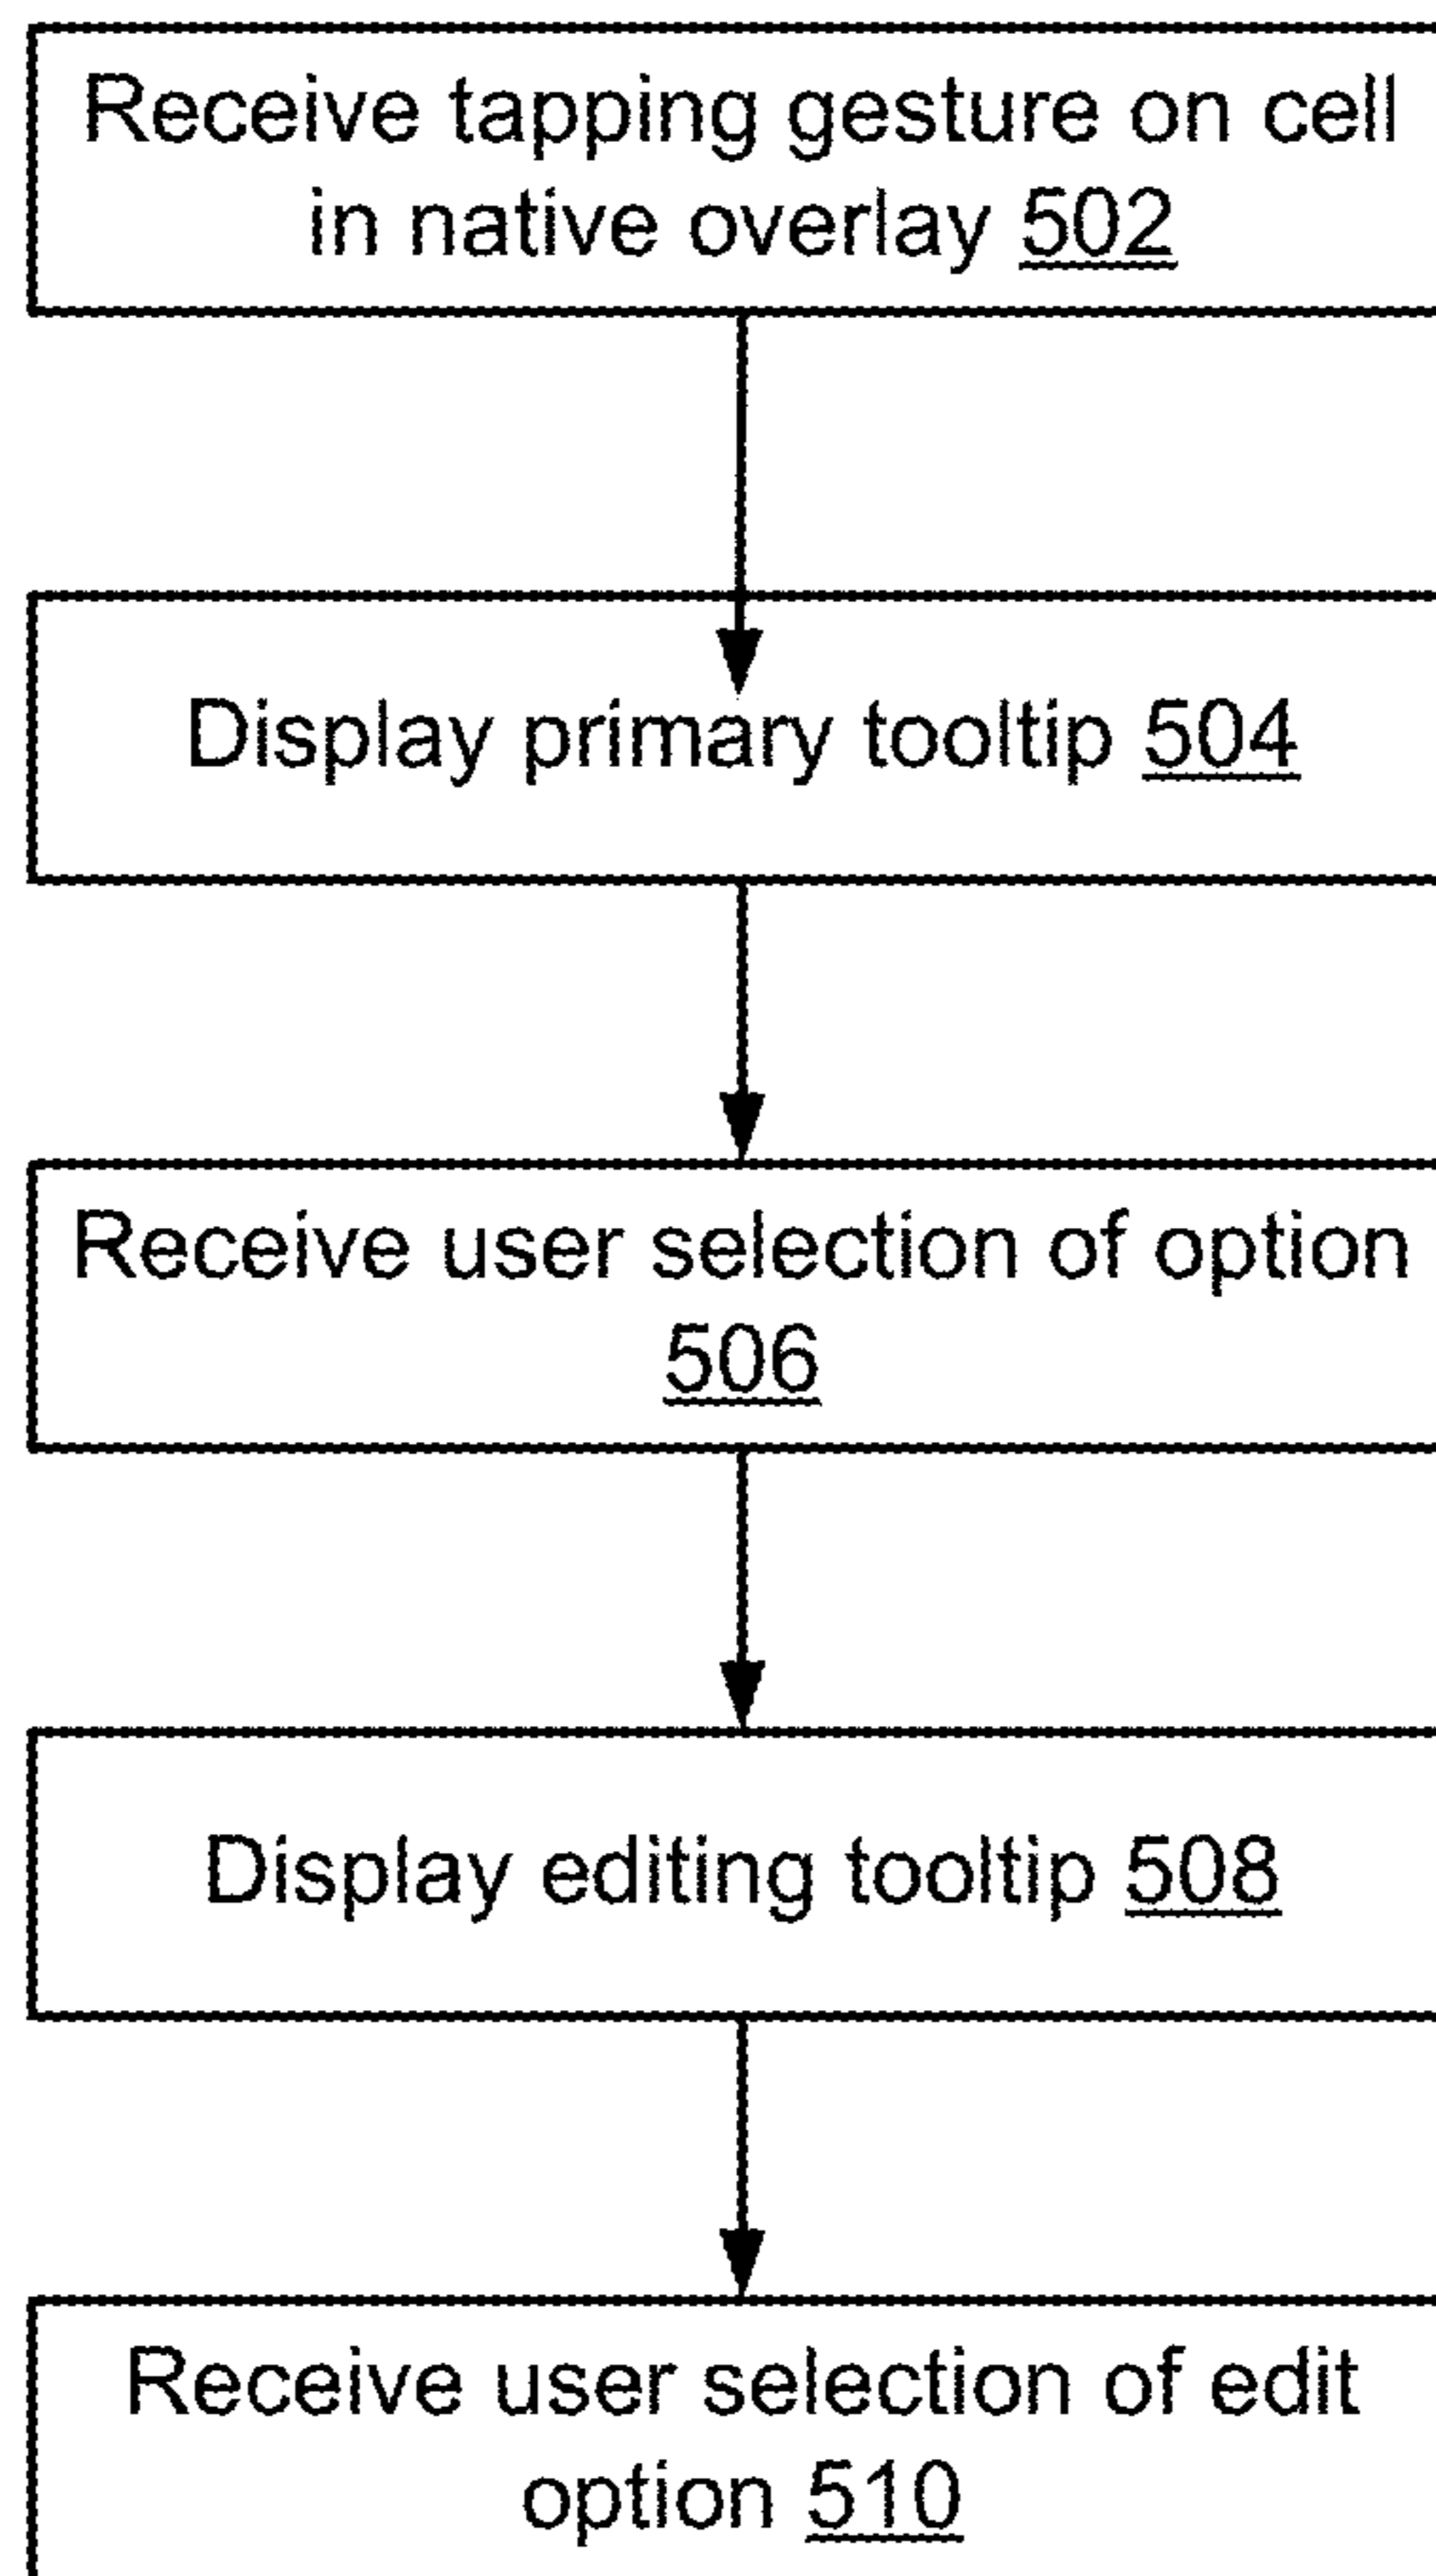 Receive tapping gesture on cell
in native overlay 502
Display primary tooltip 504
Receive user selection of option
506
Display editing tooltip 508
Receive user selection of edit
option 510